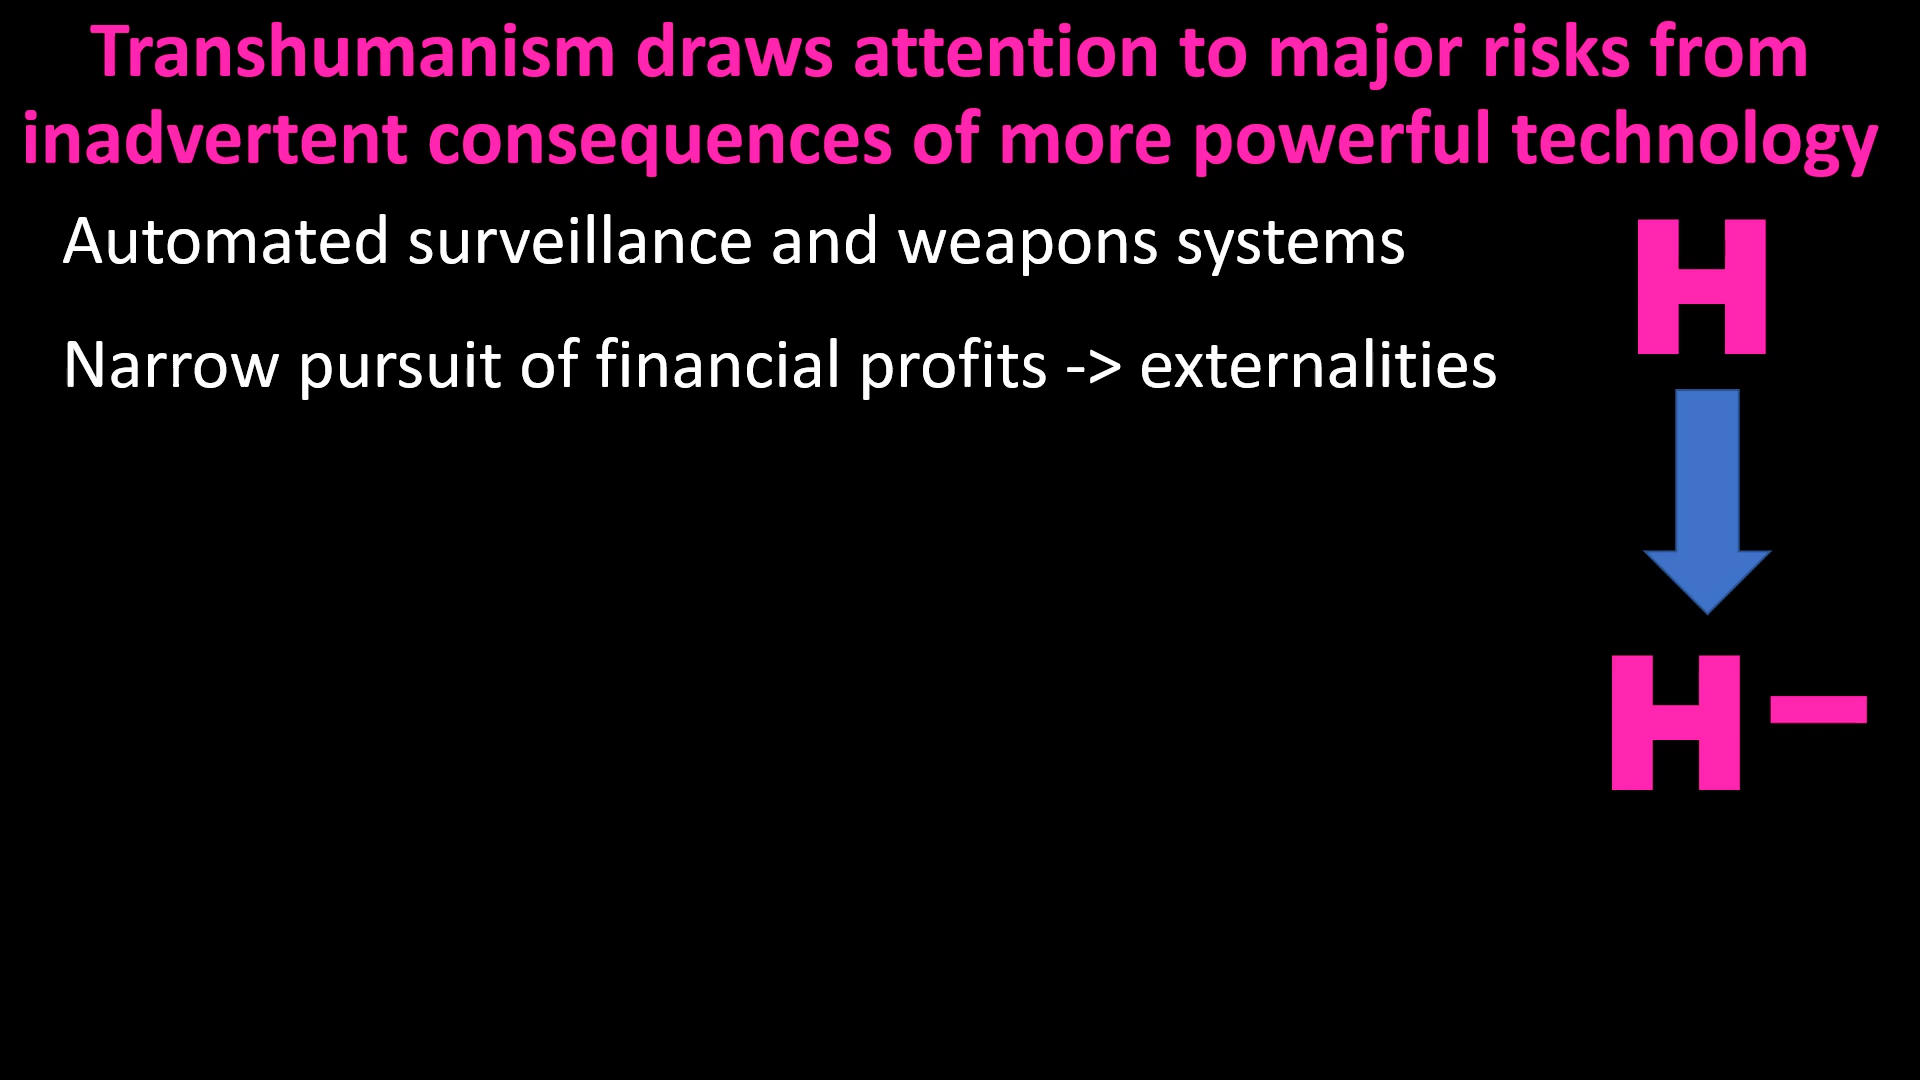 Transhumanism draws attention to major risks from
inadvertent consequences of more powerful technology
Automated surveillance and weapons systems
Narrow pursuit of financial profits -> externalities
H
H–